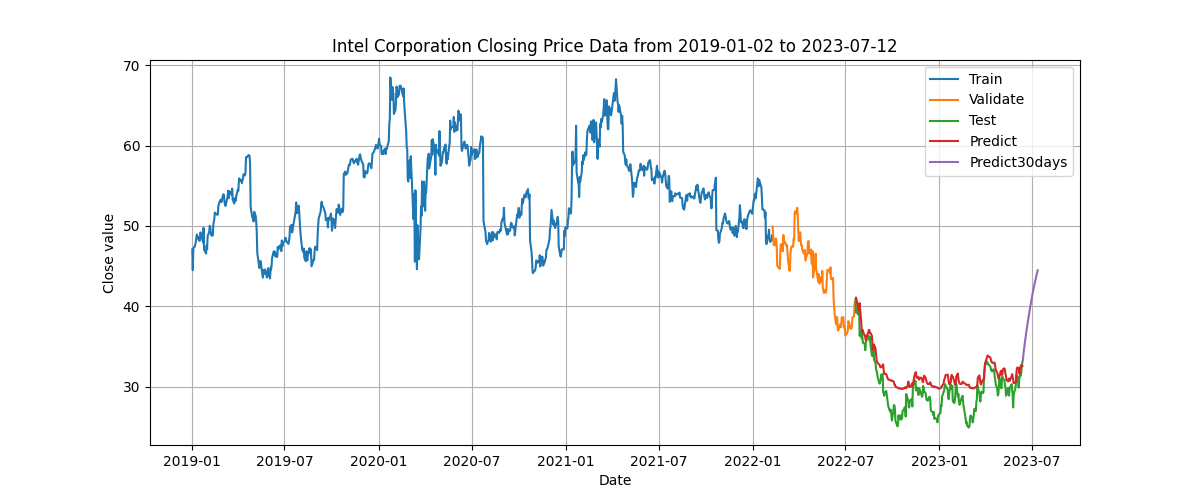 Intel Corporation Closing Price Data from 2019-01-02 to 2023-07-12
70
60
50
40
30
Close value
Train
Validate
Test
Predict
Predict30days
2019-01 2019-07 2020-01 2020-07 2021-01 2021-07 2022-01 2022-07 2023-01 2023-07
Date